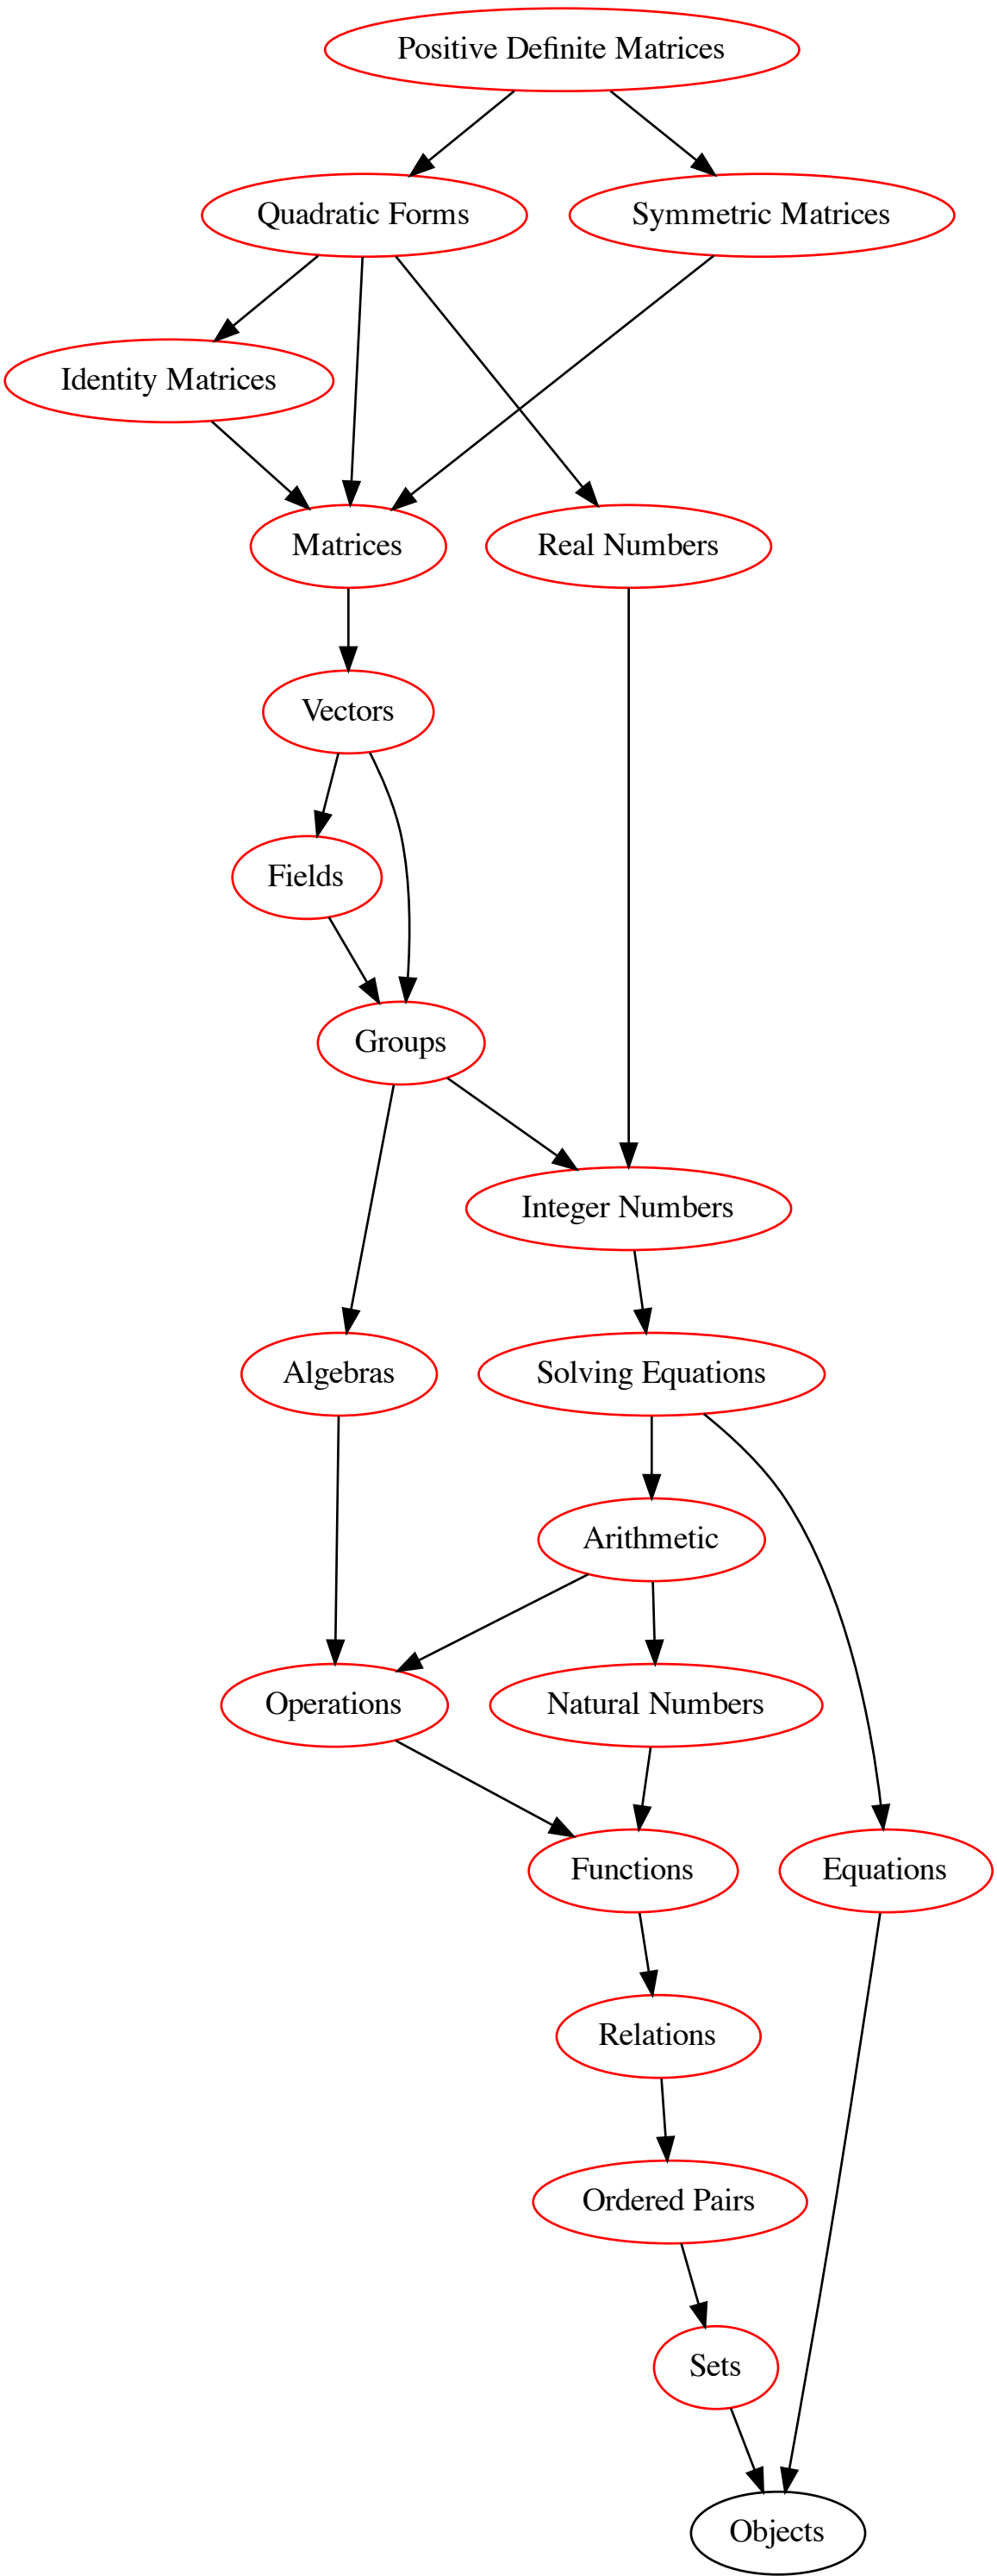 Positive Definite Matrices
Quadratic Forms
Symmetric Matrices
Identity Matrices
Matrices
Real Numbers
Vectors
Fields
Groups
Integer Numbers
Algebras
Solving Equations
Arithmetic
Operations
Natural Numbers
Functions
Equations
Relations
Ordered Pairs
Sets
Objects